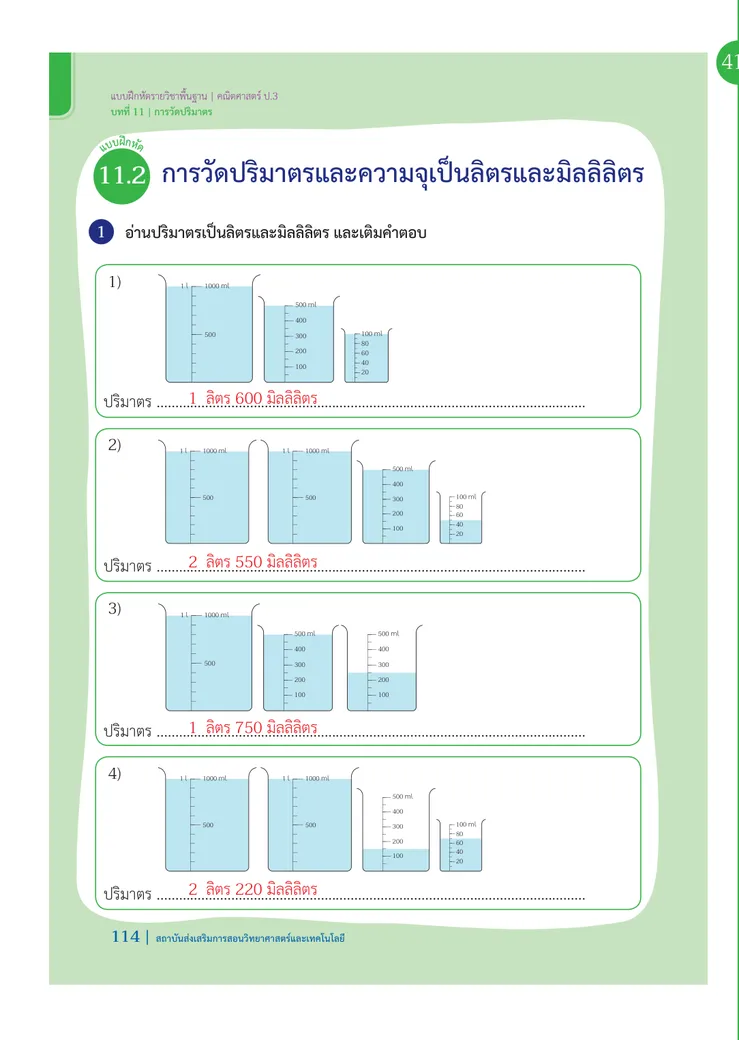 41
แบบฝึกหัดรายวิชาพื้นฐาน | คณิตศาสตร์ ป.3
บทที่ 11 | การวัดปริมาตร
แบบฝึกหัด
11.2 การวัดปริมาตรและความจุเป็นลิตรและมิลลิลิตร
1 อ่านปริมาตรเป็นลิตรและมิลลิลิตร และเติมคำตอบ
1)
1 l 1000 ml
500
500 ml
400
300
200
100
100 ml
80
60
40
20
ปริมาตร 1 ลิตร 600 มิลลิลิตร
2)
1 l 1000 ml
500
1 l 1000 ml
500
500 ml
400
300
200
100
100 ml
80
60
40
20
ปริมาตร 2 ลิตร 550 มิลลิลิตร
3)
1 l 1000 ml
500
500 ml
400
300
200
100
500 ml
400
300
200
100
ปริมาตร 1 ลิตร 750 มิลลิลิตร
4)
1 l 1000 ml
500
1 l 1000 ml
500
500 ml
400
300
200
100
100 ml
80
60
40
20
ปริมาตร 2 ลิตร 220 มิลลิลิตร
114 | สถาบันส่งเสริมการสอนวิทยาศาสตร์และเทคโนโลยี